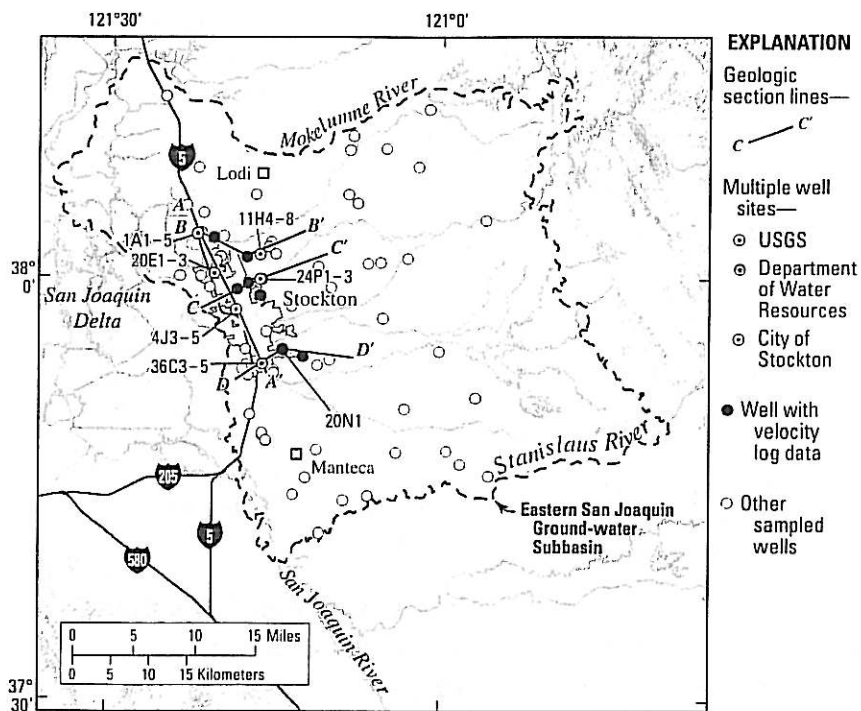 121°30'
121°0'
EXPLANATION
Geologic
section lines—
C
C'
Multiple well
sites—
USGS
Department
of Water
Resources
City of
Stockton
Well with
velocity
log data
Other
sampled
wells
Mokelumne River
5
Lodi
A
B
11H4-8
B'
1A1-5
20E1-3
C'
38°
0'
24P1-3
San Joaquin
Delta
C
Stockton
4J3-5
D'
36C3-5
D
A'
20N1
Stanislaus River
Manteca
205
Eastern San Joaquin
Ground-water
Subbasin
5
580
San Joaquin River
0 5 10 15 Miles
0 5 10 15 Kilometers
37°
30'